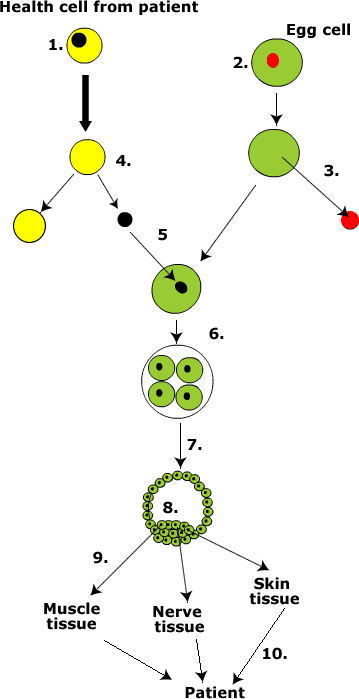 Health cell from patient
Egg cell
1.
2.
3.
4.
5
6.
7.
8.
9.
Muscle
tissue
Nerve
tissue
Skin
tissue
10.
Patient